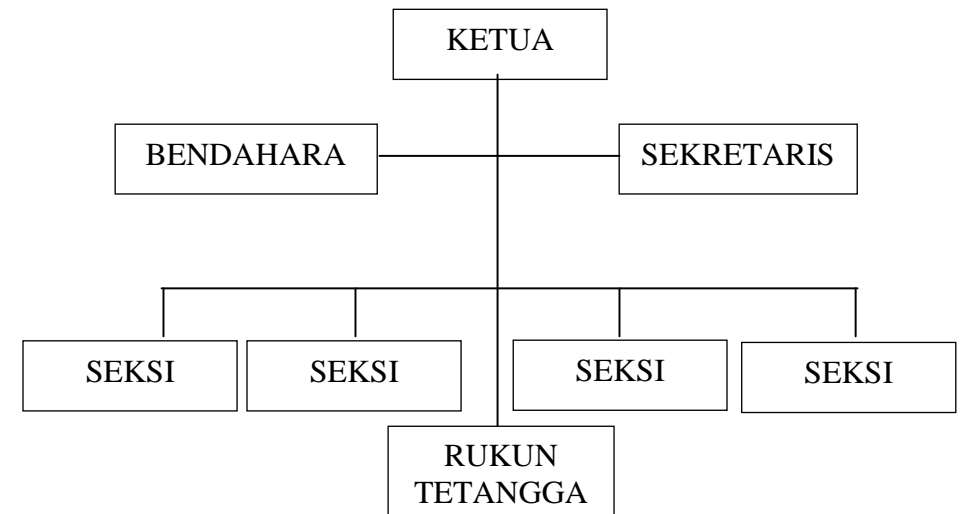 KETUA
BENDAHARA
SEKRETARIS
SEKSI
SEKSI
SEKSI
SEKSI
RUKUN
TETANGGA